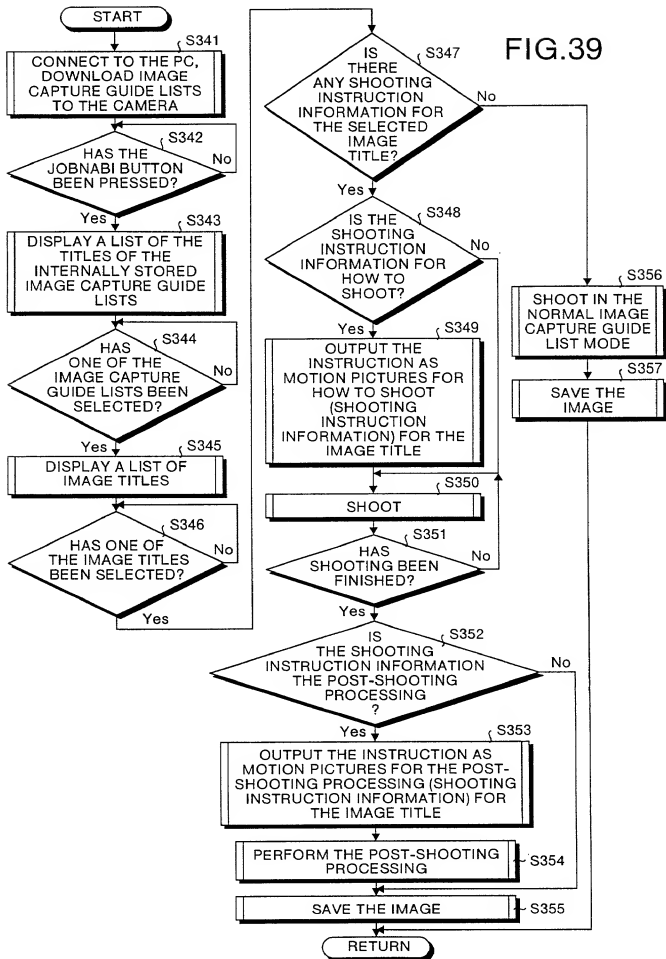 FIG.39
START
S341
CONNECT TO THE PC,
DOWNLOAD IMAGE
CAPTURE GUIDE LISTS
TO THE CAMERA
S342
HAS THE
JOBNABI BUTTON
BEEN PRESSED?
No
Yes
S343
DISPLAY A LIST OF THE
TITLES OF THE
INTERNALLY STORED
IMAGE CAPTURE GUIDE
LISTS
S344
HAS
ONE OF THE
IMAGE CAPTURE
GUIDE LISTS BEEN
SELECTED?
No
Yes
S345
DISPLAY A LIST OF
IMAGE TITLES
S346
HAS ONE OF
THE IMAGE TITLES
BEEN SELECTED?
No
Yes
S347
IS
THERE
ANY SHOOTING
INSTRUCTION
INFORMATION FOR
THE SELECTED
IMAGE
TITLE?
No
Yes
S348
IS THE
SHOOTING
INSTRUCTION
INFORMATION FOR
HOW TO
SHOOT?
No
Yes
S349
OUTPUT THE
INSTRUCTION AS
MOTION PICTURES FOR
HOW TO SHOOT
(SHOOTING
INSTRUCTION
INFORMATION) FOR THE
IMAGE TITLE
S350
SHOOT
S351
HAS
SHOOTING BEEN
FINISHED?
No
Yes
S352
IS
THE SHOOTING
INSTRUCTION INFORMATION
THE POST-SHOOTING
PROCESSING
?
No
Yes
S353
OUTPUT THE INSTRUCTION AS
MOTION PICTURES FOR THE POST-
SHOOTING PROCESSING (SHOOTING
INSTRUCTION INFORMATION) FOR
THE IMAGE TITLE
PERFORM THE POST-SHOOTING
PROCESSING
S354
SAVE THE IMAGE
S355
S356
SHOOT IN THE
NORMAL IMAGE
CAPTURE GUIDE
LIST MODE
S357
SAVE THE
IMAGE
RETURN